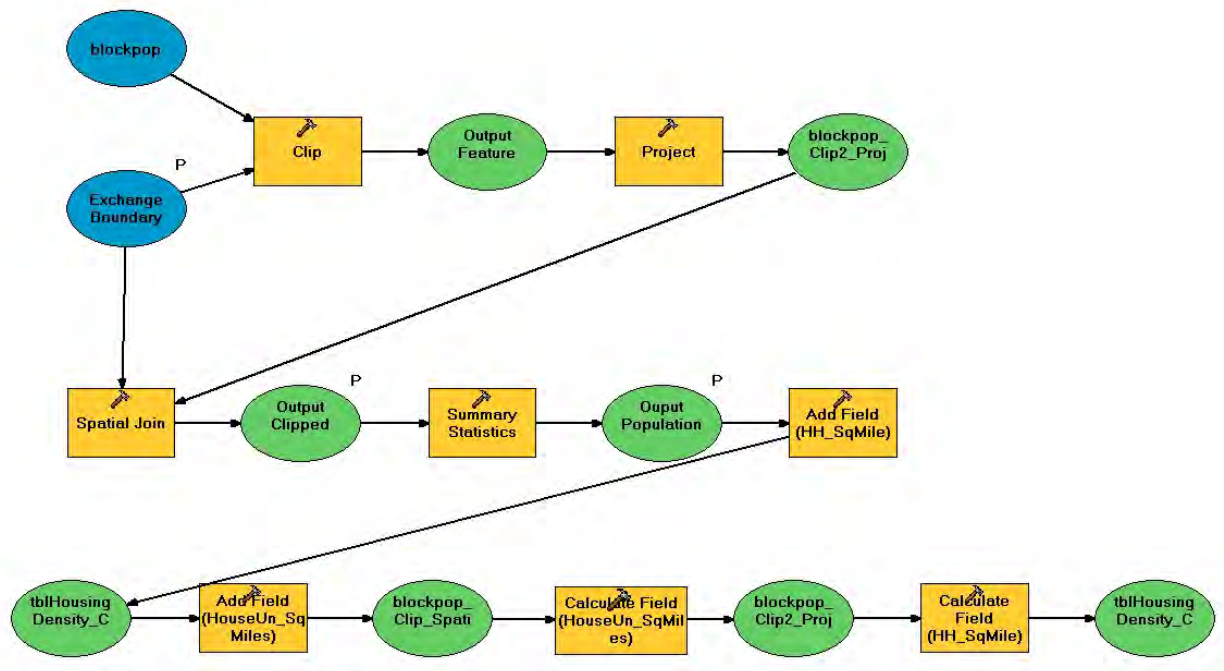 blockpop
Clip
Output
Feature
Project
blockpop_
Clip2_Proj
P
Exchange
Boundary
Spatial Join
Output
Clipped
P
Summary
Statistics
Ouput
Population
P
Add Field
(HH_SqMile)
tblHousing
Density_C
Add Field
(HouseUn_Sq
Miles)
blockpop_
Clip_Spati
Calculate Field
(HouseUn_SqMil
es)
blockpop_
Clip2_Proj
Calculate
Field
(HH_SqMile)
tblHousing
Density_C